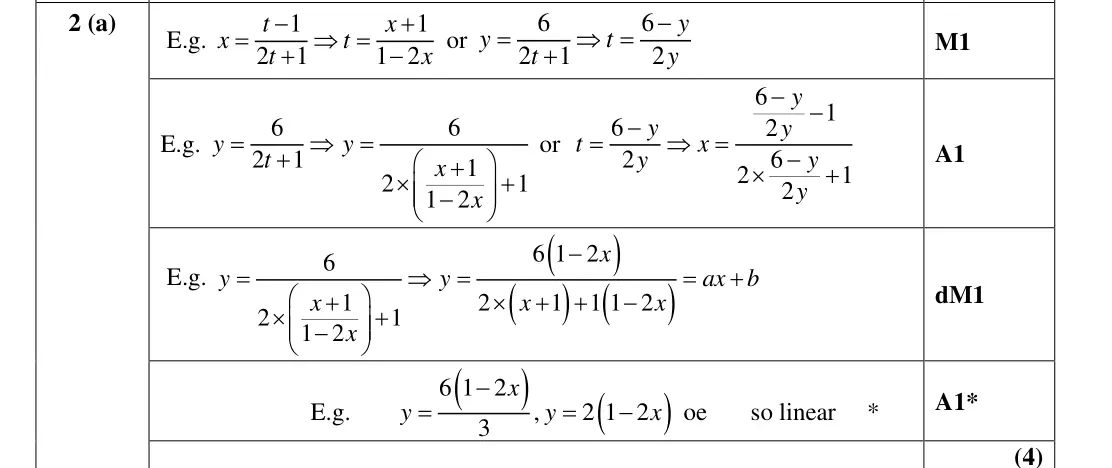 2 (a)
E.g. x = (t − 1)/(2t + 1) ⇒ t = (x + 1)/(1 − 2x) or y = 6/(2t + 1) ⇒ t = (6 − y)/(2y)
M1
E.g. y = 6/(2t + 1) ⇒ y = 6/(2 × ((x + 1)/(1 − 2x)) + 1) or t = (6 − y)/(2y) ⇒ x = ((6 − y)/(2y) − 1)/(2 × (6 − y)/(2y) + 1)
A1
E.g. y = 6/(2 × ((x + 1)/(1 − 2x)) + 1) ⇒ y = 6(1 − 2x)/(2 × (x + 1) + 1(1 − 2x)) = ax + b
dM1
E.g. y = 6(1 − 2x)/3 , y = 2(1 − 2x) oe so linear *
A1*
(4)